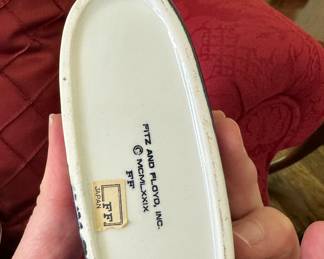 FITZ AND FLOYD, INC.
© MCMLXXIX
FF
JAPAN
FF